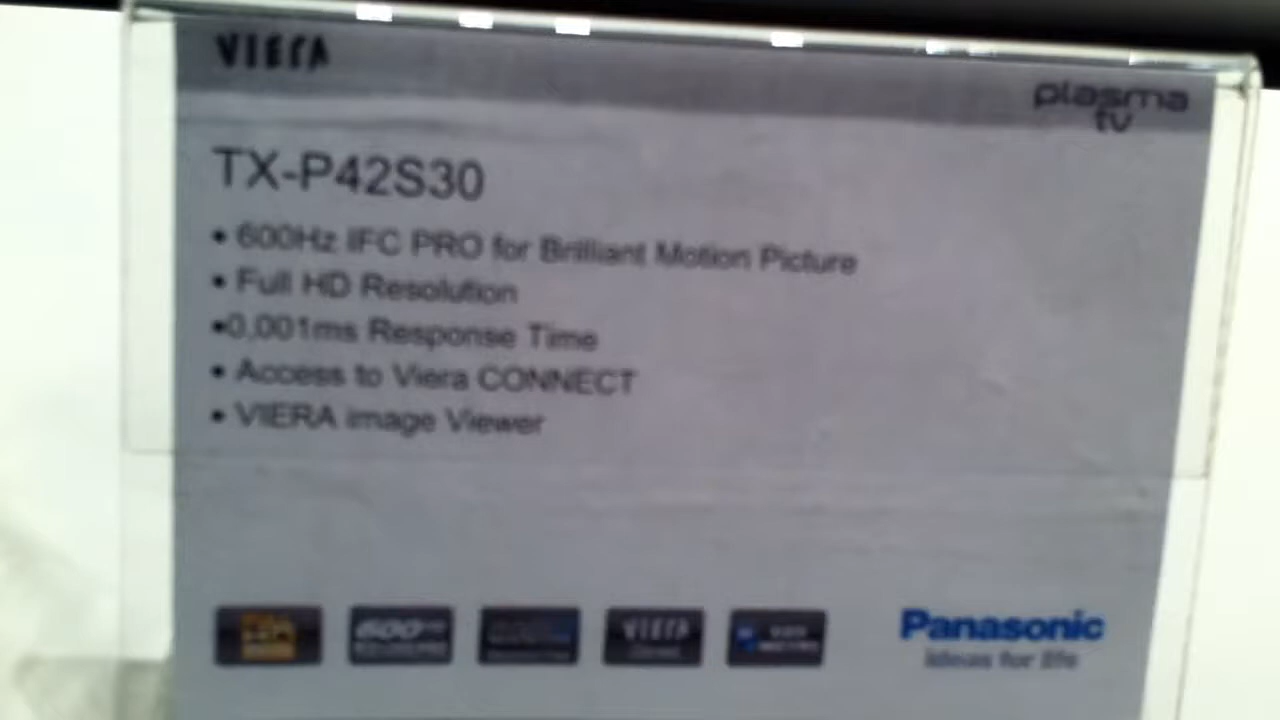 VIERA
plasma
tv
TX-P42S30
• 600Hz IFC PRO for Brilliant Motion Picture
• Full HD Resolution
•0,001ms Response Time
• Access to Viera CONNECT
• VIERA image Viewer
600 VIERA
Panasonic
ideas for life